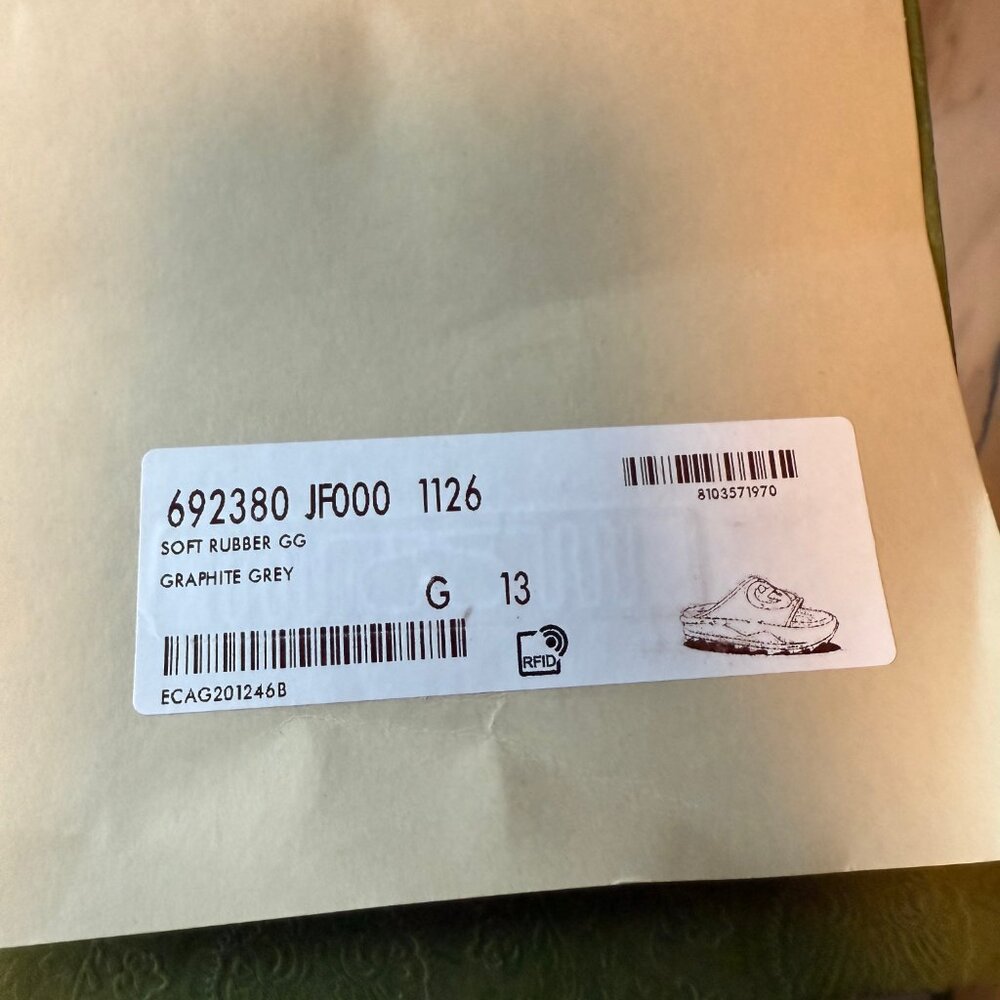 692380 JF000 1126
8103571970
SOFT RUBBER GG
GRAPHITE GREY
G 13
RFID
ECAG201246B